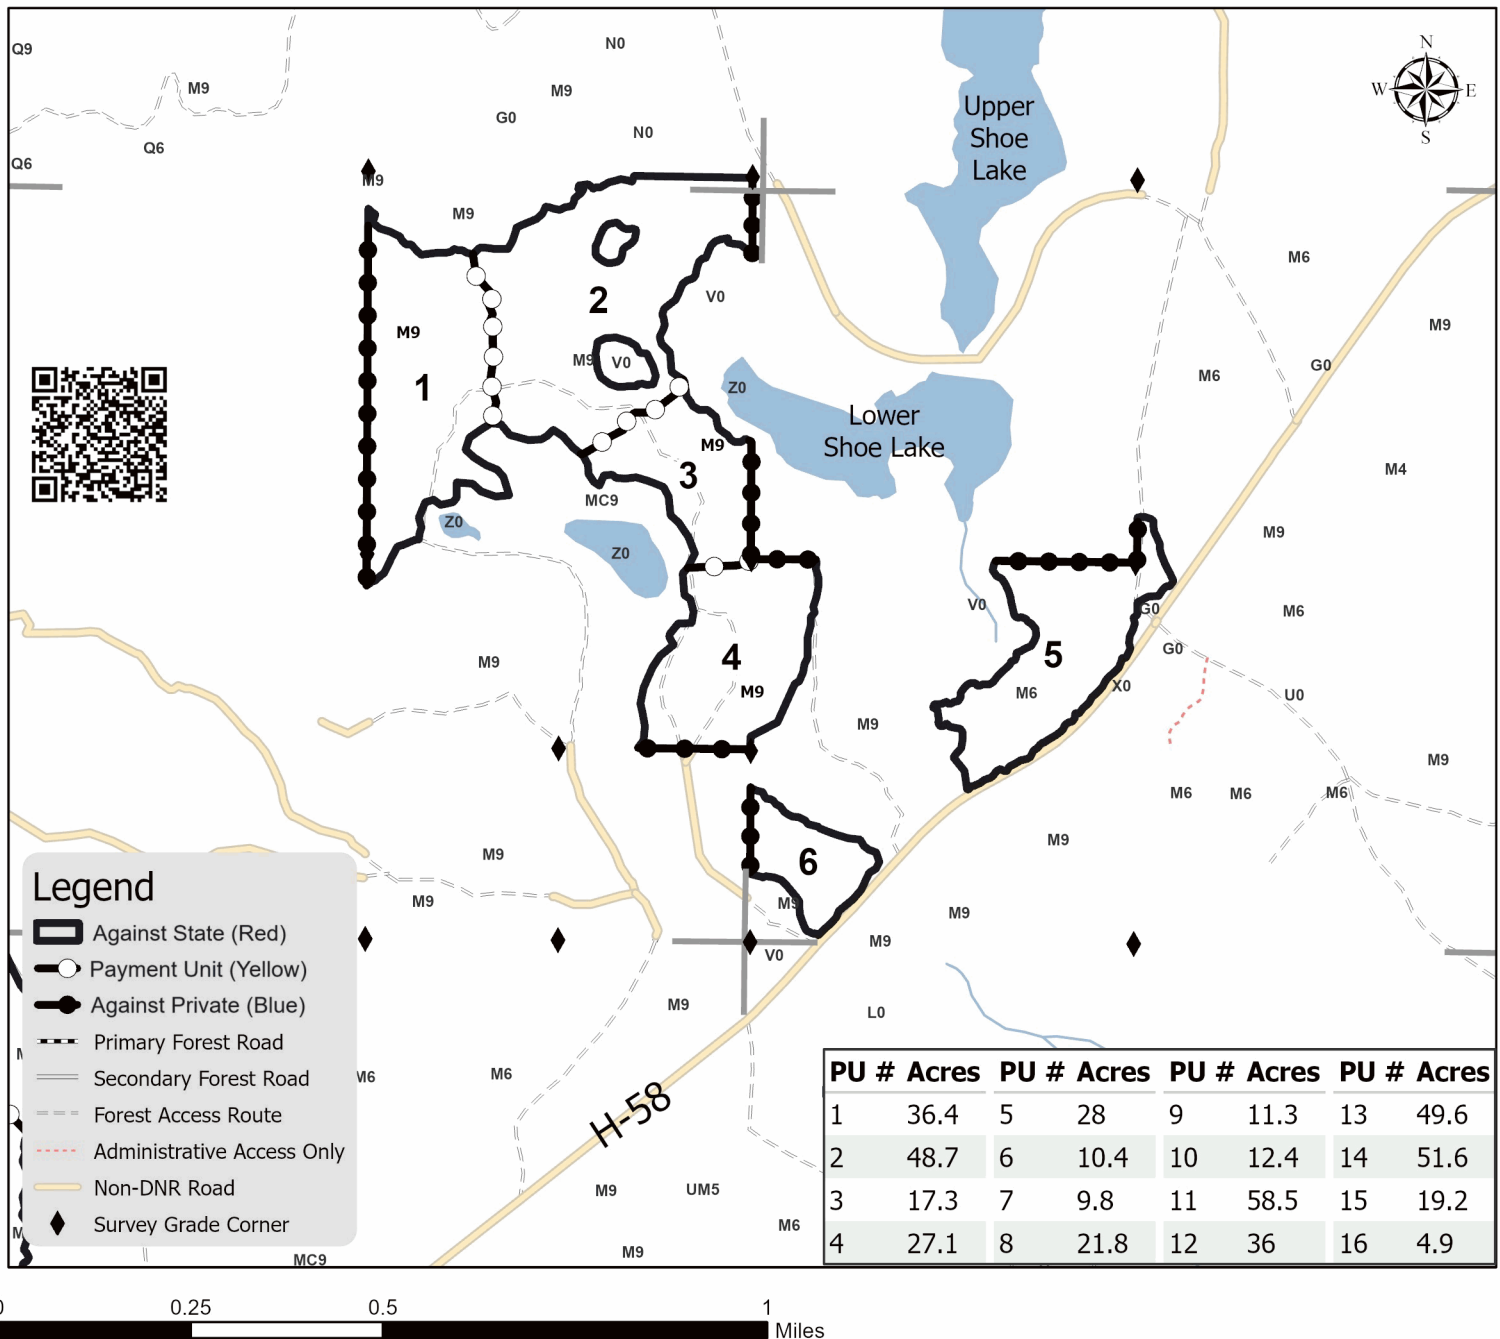 Q9
N0
M9
M9
G0
N0
Q6
Q6
M9
M9
N
W
E
S
Upper
Shoe
Lake
M6
M9
2
V0
M9
M9
V0
1
Z0
M6
G0
Lower
Shoe Lake
M9
3
M4
MC9
Z0
Z0
M9
V0
G0
M6
M9
4
M9
5
M6
G0
X0
U0
M9
M9
M6
M6
M6
M9
M9
6
M9
M9
M9
M9
V0
M9
L0
M6
M6
H-58
M9
UM5
M6
M9
MC9
Legend
Against State (Red)
Payment Unit (Yellow)
Against Private (Blue)
Primary Forest Road
Secondary Forest Road
Forest Access Route
Administrative Access Only
Non-DNR Road
Survey Grade Corner
PU # Acres PU # Acres PU # Acres PU # Acres
1 36.4 5 28 9 11.3 13 49.6
2 48.7 6 10.4 10 12.4 14 51.6
3 17.3 7 9.8 11 58.5 15 19.2
4 27.1 8 21.8 12 36 16 4.9
0 0.25 0.5 1
Miles